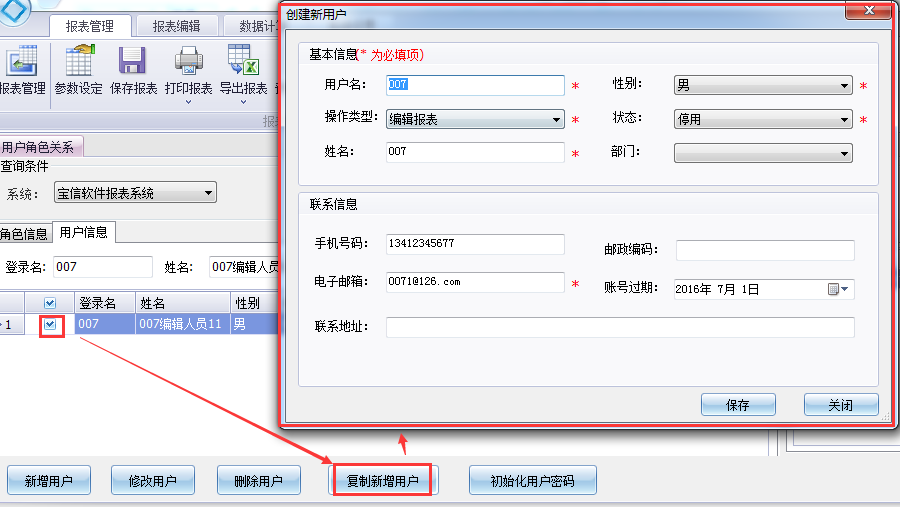 报表管理 报表编辑 数据计
报表管理 参数设定 保存报表 打印报表 导出报表
用户角色关系
查询条件
系统: 宝信软件报表系统
角色信息 用户信息
登录名: 007 姓名: 007编辑人员
登录名 姓名 性别
1 007 007编辑人员11 男
新增用户 修改用户 删除用户 复制新增用户 初始化用户密码
创建新用户
基本信息(* 为必填项)
用户名: 007 * 性别: 男 *
操作类型: 编辑报表 * 状态: 停用 *
姓名: 007 * 部门:
联系信息
手机号码: 13412345677 邮政编码:
电子邮箱: 0071@126.com * 账号过期: 2016年 7月 1日
联系地址:
保存 关闭